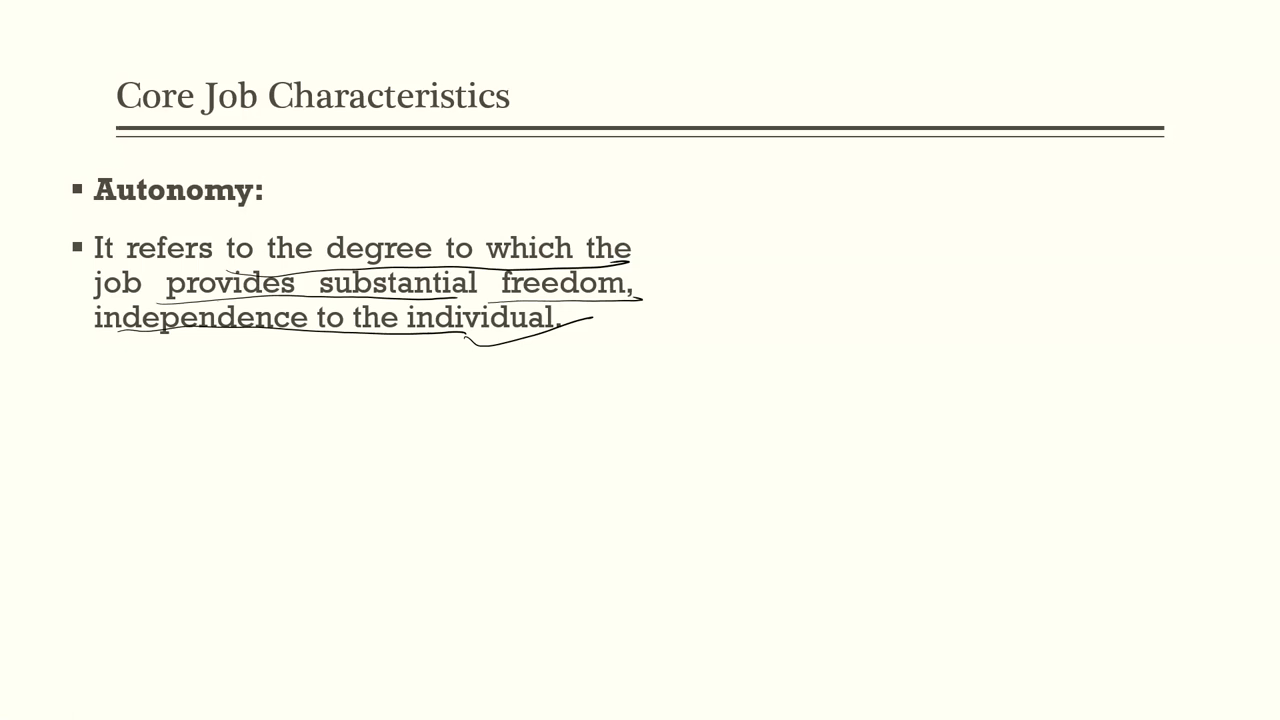 Core Job Characteristics
▪ Autonomy:
▪ It refers to the degree to which the
job provides substantial freedom,
independence to the individual.